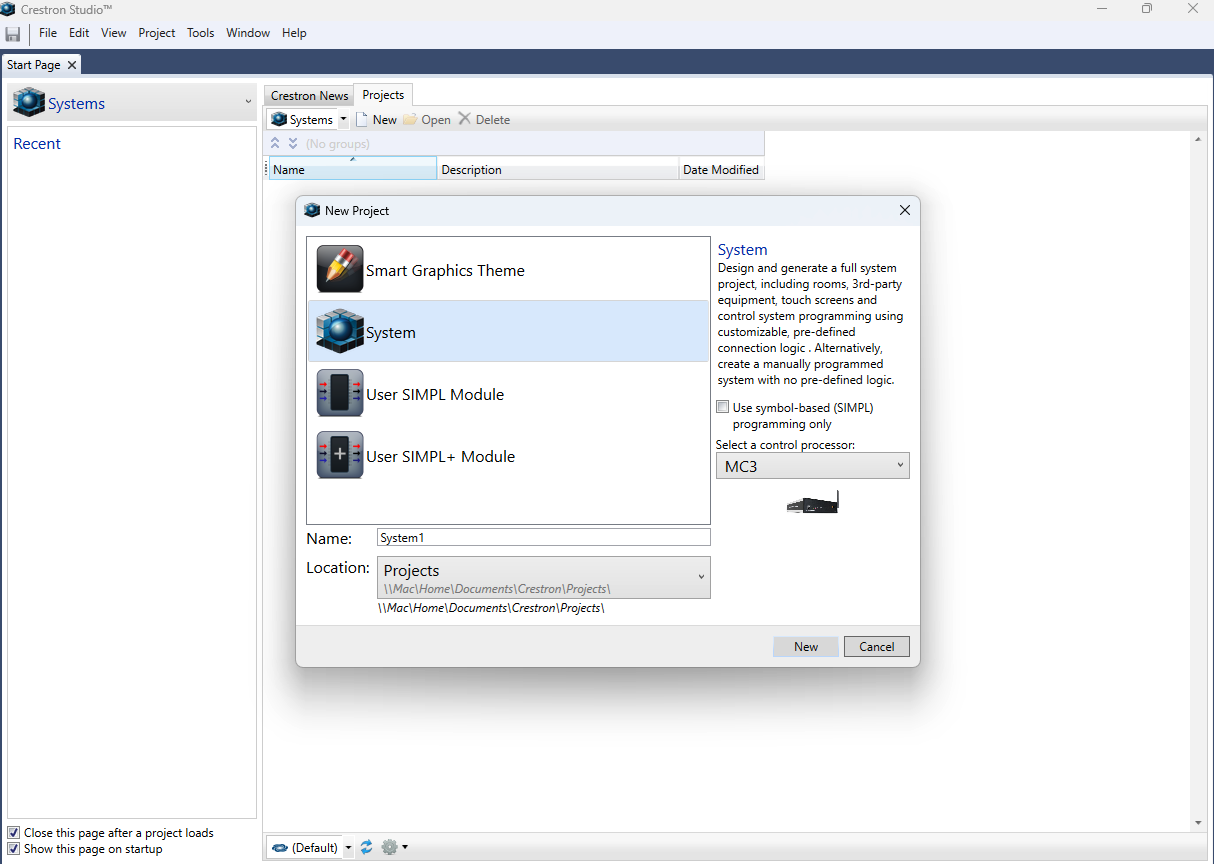 Crestron Studio™
File Edit View Project Tools Window Help
Start Page
Systems
Recent
Crestron News Projects
Systems New Open Delete
(No groups)
Name Description Date Modified
New Project
Smart Graphics Theme
System
User SIMPL Module
User SIMPL+ Module
System
Design and generate a full system
project, including rooms, 3rd-party
equipment, touch screens and
control system programming using
customizable, pre-defined
connection logic . Alternatively,
create a manually programmed
system with no pre-defined logic.
Use symbol-based (SIMPL)
programming only
Select a control processor:
MC3
Name: System1
Location: Projects
\\Mac\Home\Documents\Crestron\Projects\
\\Mac\Home\Documents\Crestron\Projects\
New Cancel
Close this page after a project loads
Show this page on startup
(Default)